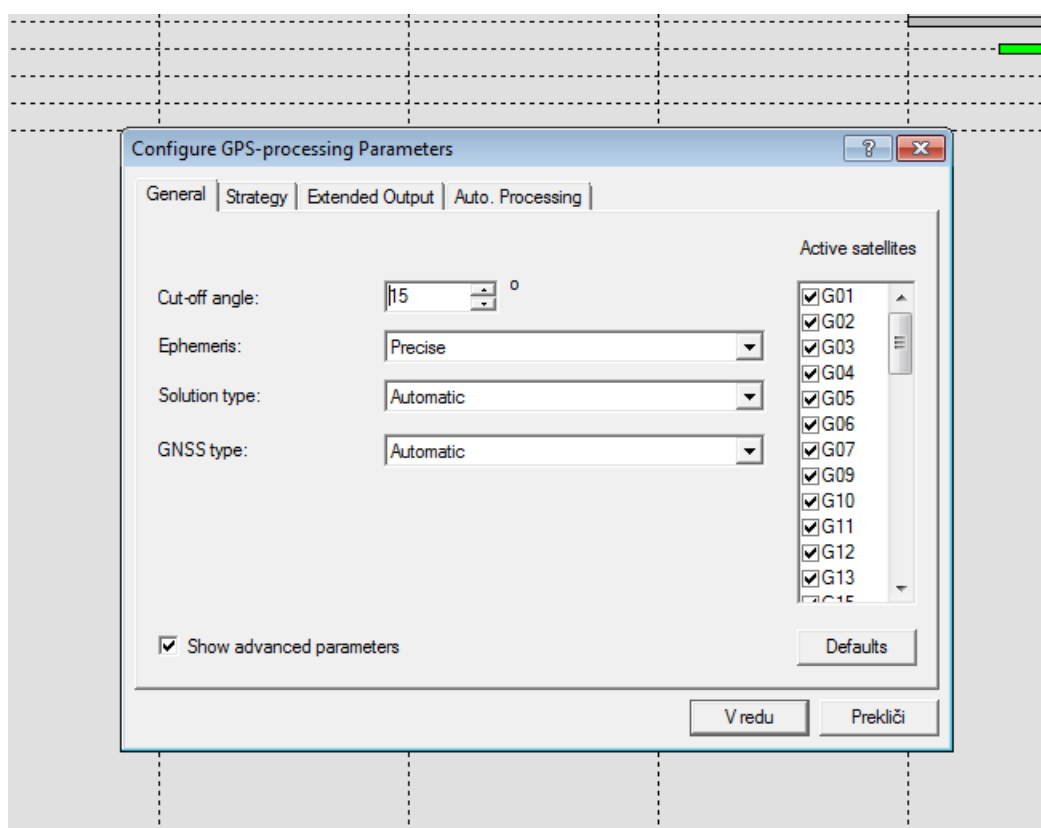 Configure GPS-processing Parameters
General
Strategy
Extended Output
Auto. Processing
Active satellites
Cut-off angle:
15
o
Ephemeris:
Precise
Solution type:
Automatic
GNSS type:
Automatic
G01
G02
G03
G04
G05
G06
G07
G09
G10
G11
G12
G13
G15
Show advanced parameters
Defaults
V redu
Prekliči